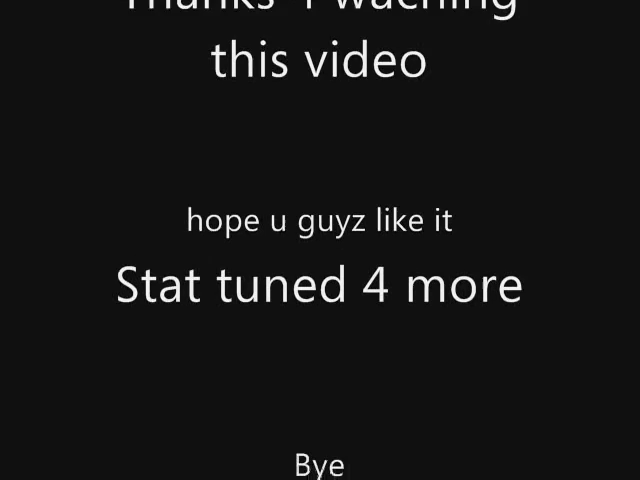 Thanks 4 waching
this video
hope u guyz like it
Stat tuned 4 more
Bye